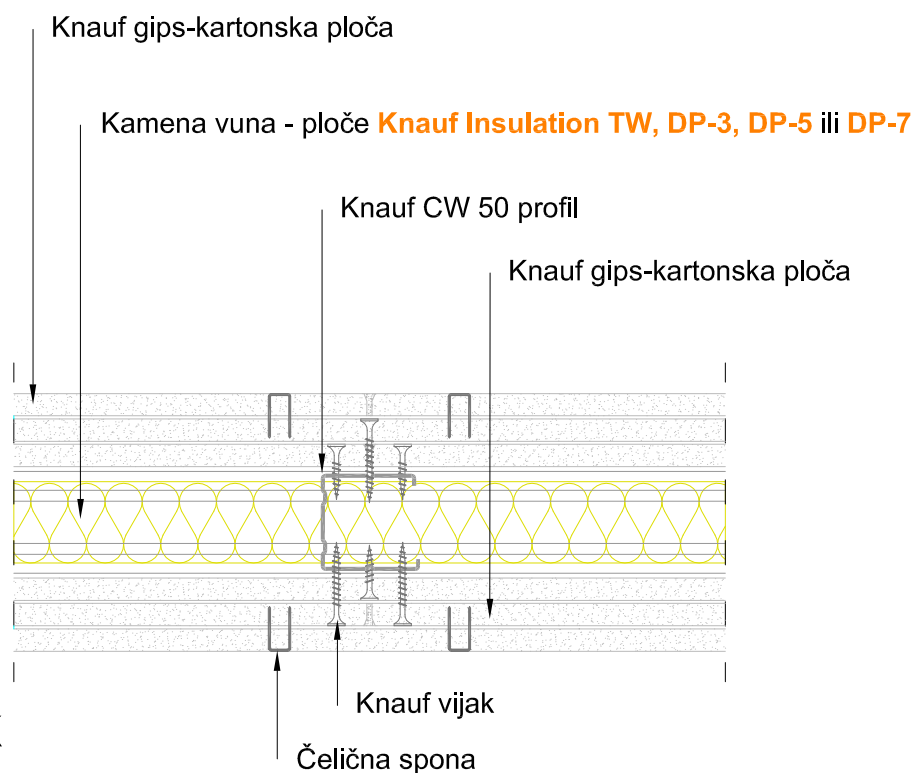 Knauf gips-kartonska ploča
Kamena vuna - ploče Knauf Insulation TW, DP-3, DP-5 ili DP-7
Knauf CW 50 profil
Knauf gips-kartonska ploča
Knauf vijak
Čelična spona